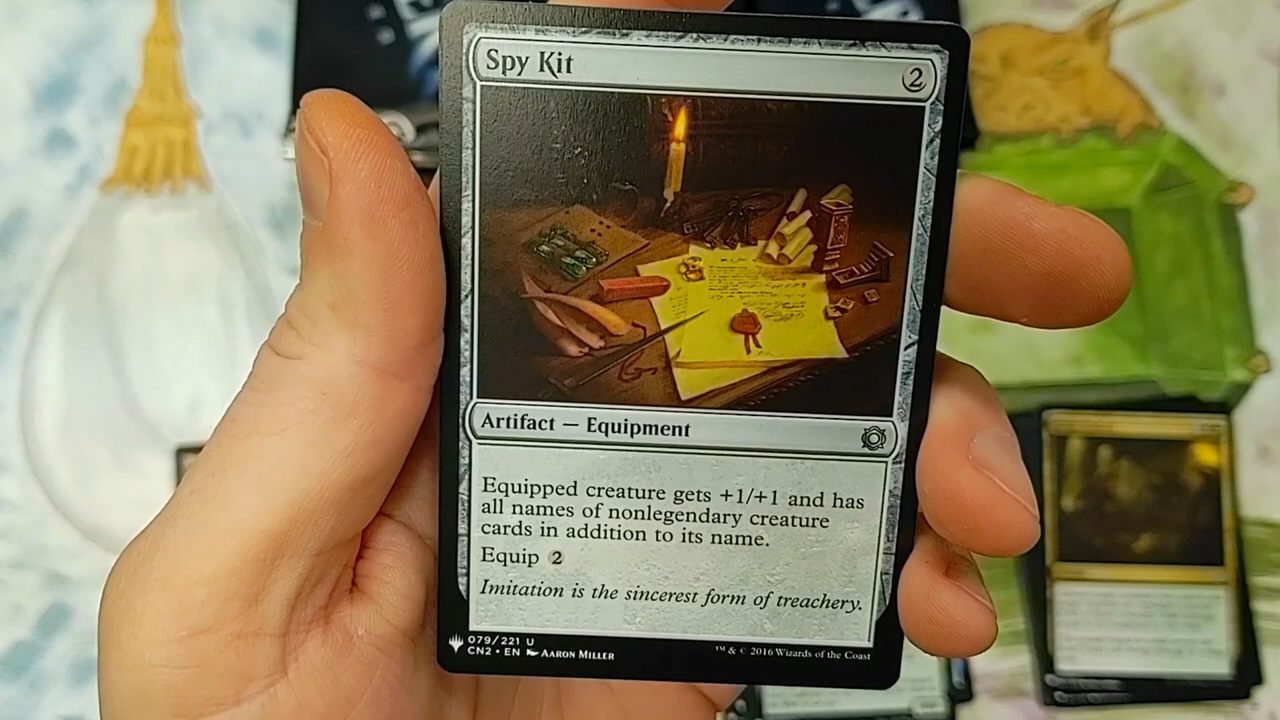 Spy Kit
2
Artifact — Equipment
Equipped creature gets +1/+1 and has
all names of nonlegendary creature
cards in addition to its name.
Equip 2
Imitation is the sincerest form of treachery.
079/221 U
CN2 • EN AARON MILLER
™ & © 2016 Wizards of the Coast